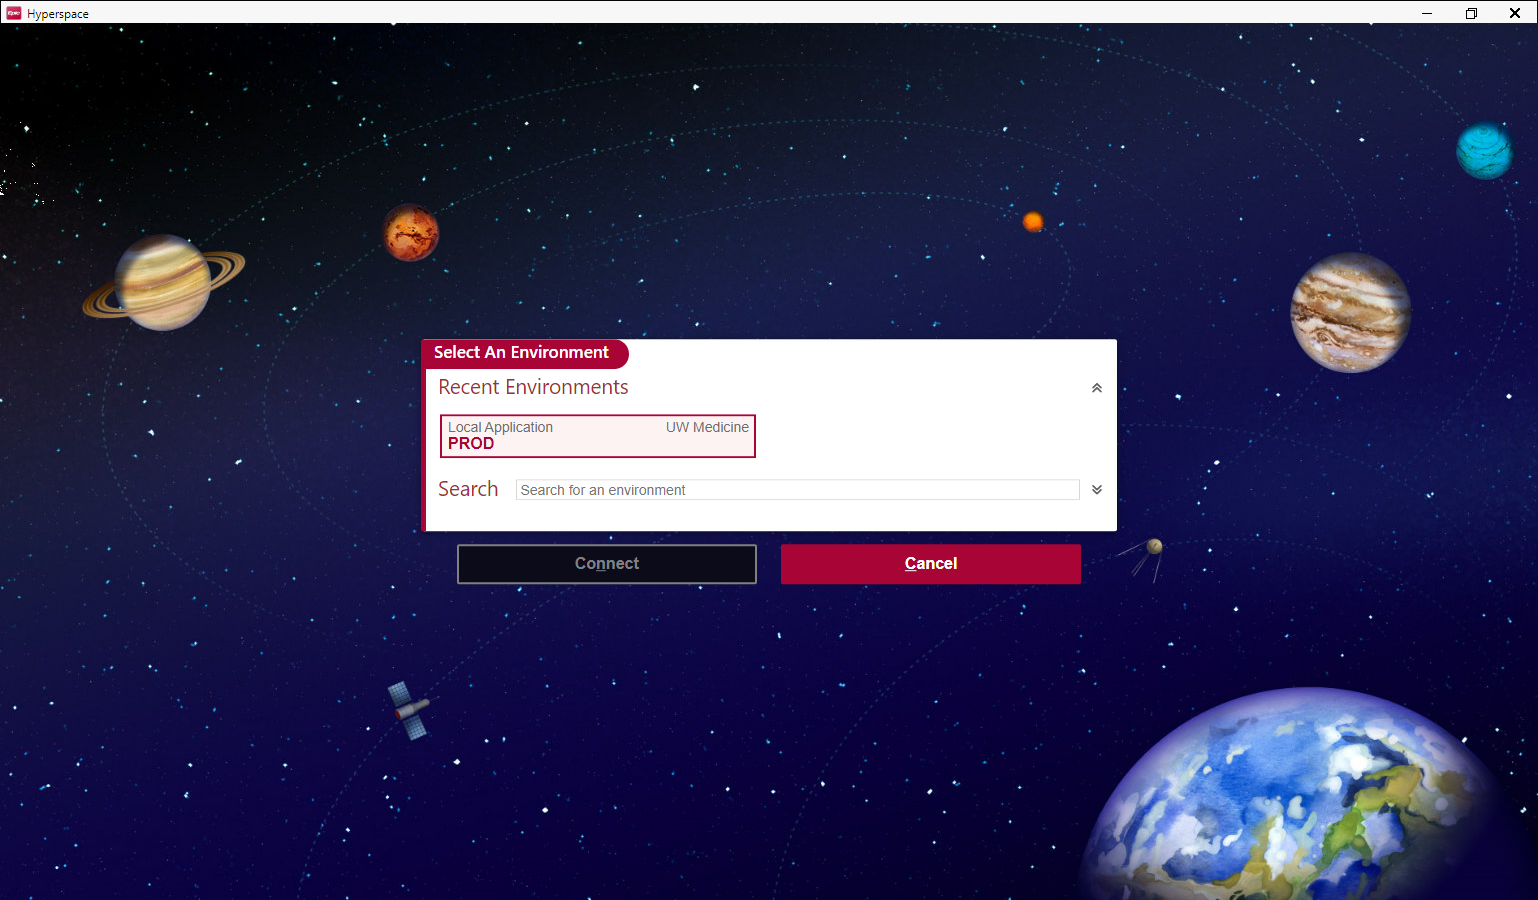 Hyperspace
Select An Environment
Recent Environments
Local Application UW Medicine
PROD
Search Search for an environment
Connect Cancel